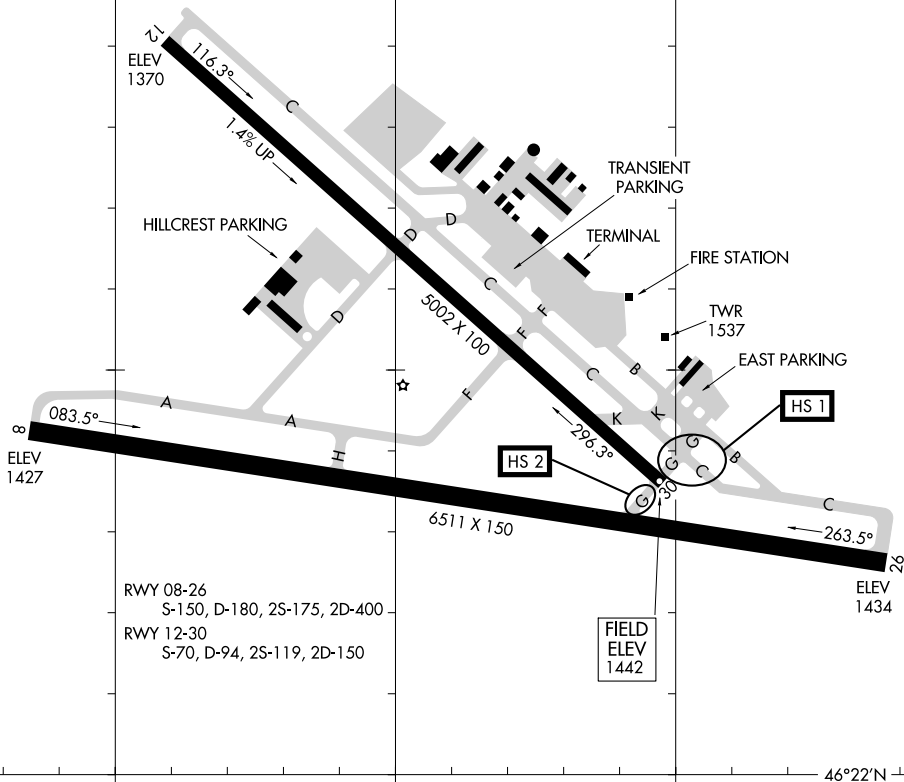 12
ELEV
1370
116.3°
C
1.4% UP
TRANSIENT
PARKING
HILLCREST PARKING
D
D
TERMINAL
FIRE STATION
C
F
D
5002 X 100
F
TWR
1537
B
EAST PARKING
C
F
A
083.5°
A
K
K
HS 1
8
296.3°
G
B
ELEV
1427
H
HS 2
G
C
30
G
C
6511 X 150
263.5°
26
ELEV
1434
RWY 08-26
S-150, D-180, 2S-175, 2D-400
RWY 12-30
S-70, D-94, 2S-119, 2D-150
FIELD
ELEV
1442
46°22'N